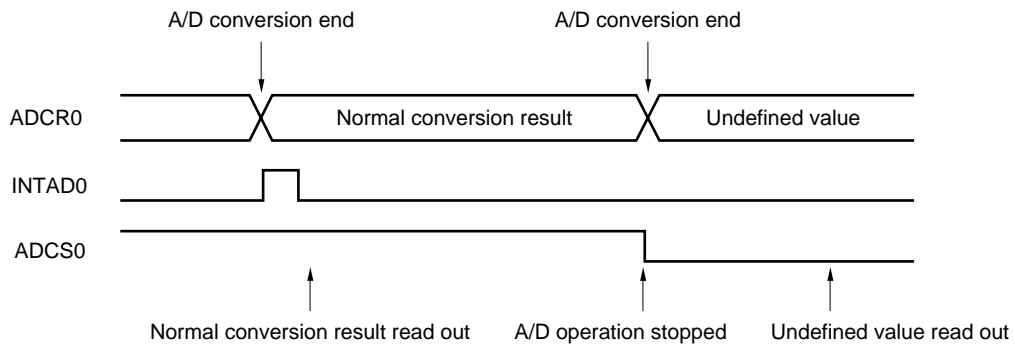 A/D conversion end A/D conversion end
ADCR0 Normal conversion result Undefined value
INTAD0
ADCS0
Normal conversion result read out A/D operation stopped Undefined value read out